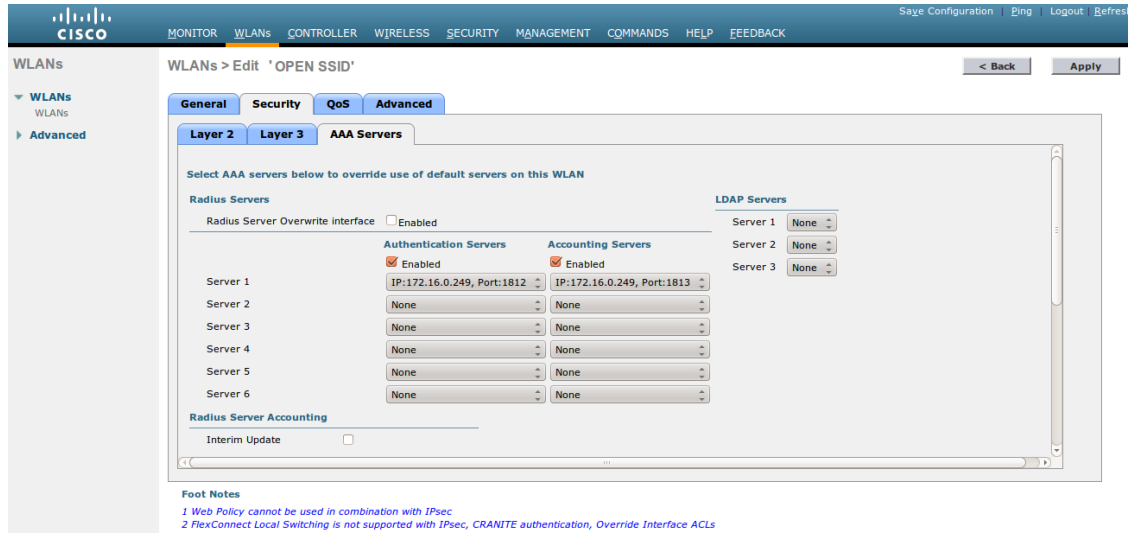 Save Configuration | Ping | Logout | Refresh
CISCO
MONITOR WLANs CONTROLLER WIRELESS SECURITY MANAGEMENT COMMANDS HELP FEEDBACK
WLANs
WLANs > Edit 'OPEN SSID'
< Back
Apply
WLANs
WLANs
Advanced
General Security QoS Advanced
Layer 2 Layer 3 AAA Servers
Select AAA servers below to override use of default servers on this WLAN
Radius Servers
LDAP Servers
Radius Server Overwrite interface Enabled
Server 1 None
Server 2 None
Server 3 None
Authentication Servers Accounting Servers
Enabled Enabled
Server 1 IP:172.16.0.249, Port:1812 IP:172.16.0.249, Port:1813
Server 2 None None
Server 3 None None
Server 4 None None
Server 5 None None
Server 6 None None
Radius Server Accounting
Interim Update
Foot Notes
1 Web Policy cannot be used in combination with IPsec
2 FlexConnect Local Switching is not supported with IPsec, CRANITE authentication, Override Interface ACLs